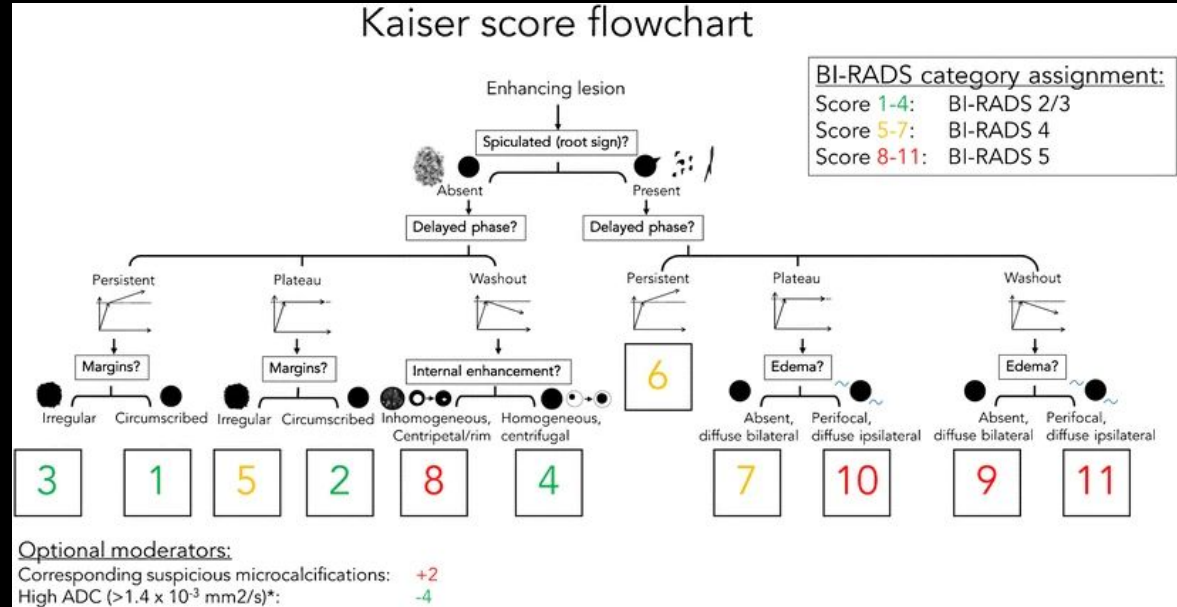 Kaiser score flowchart
BI-RADS category assignment:
Score 1-4: BI-RADS 2/3
Score 5-7: BI-RADS 4
Score 8-11: BI-RADS 5
Enhancing lesion
Spiculated (root sign)?
Absent Present
Delayed phase? Delayed phase?
Persistent Plateau Washout Persistent Plateau Washout
Margins? Margins? Internal enhancement? 6 Edema? Edema?
Irregular Circumscribed Irregular Circumscribed Inhomogeneous, Homogeneous, Absent, Perifocal, Absent, Perifocal,
Centripetal/rim centrifugal diffuse bilateral diffuse ipsilateral diffuse bilateral diffuse ipsilateral
3 1 5 2 8 4 7 10 9 11
Optional moderators:
Corresponding suspicious microcalcifications: +2
High ADC (>1.4 x 10⁻³ mm2/s)*: -4